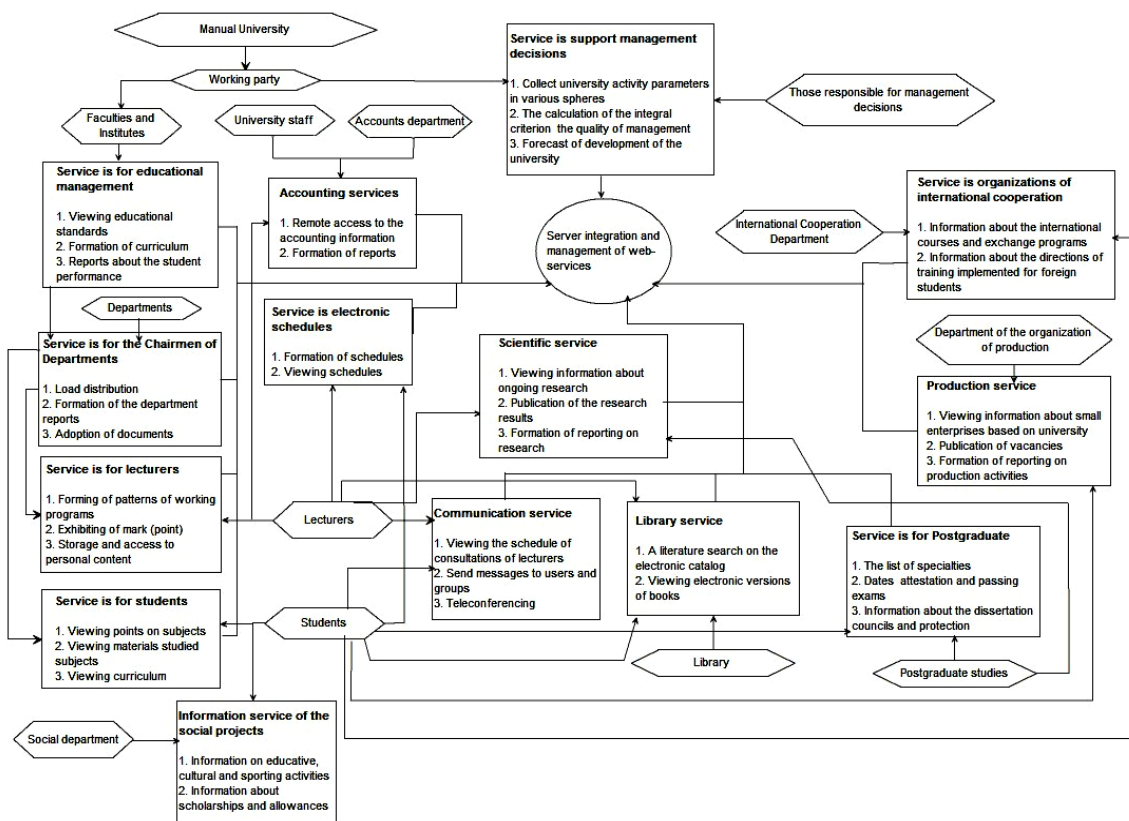 Manual University
Working party
Faculties and
Institutes
University staff
Accounts department
Service is support management
decisions
1. Collect university activity parameters
in various spheres
2. The calculation of the integral
criterion the quality of management
3. Forecast of development of the
university
Those responsible for management
decisions
Service is for educational
management
1. Viewing educational
standards
2. Formation of curriculum
3. Reports about the student
performance
Accounting services
1. Remote access to the
accounting information
2. Formation of reports
Server integration and
management of web-
services
International Cooperation
Department
Service is organizations of
international cooperation
1. Information about the international
courses and exchange programs
2. Information about the directions of
training implemented for foreign
students
Departments
Service is for the Chairmen of
Departments
1. Load distribution
2. Formation of the department
reports
3. Adoption of documents
Service is electronic
schedules
1. Formation of schedules
2. Viewing schedules
Scientific service
1. Viewing information about
ongoing research
2. Publication of the research
results
3. Formation of reporting on
research
Department of the organization
of production
Production service
1. Viewing information about small
enterprises based on university
2. Publication of vacancies
3. Formation of reporting on
production activities
Service is for lecturers
1. Forming of patterns of working
programs
2. Exhibiting of mark (point)
3. Storage and access to
personal content
Lecturers
Communication service
1. Viewing the schedule of
consultations of lecturers
2. Send messages to users and
groups
3. Teleconferencing
Library service
1. A literature search on the
electronic catalog
2. Viewing electronic versions
of books
Service is for Postgraduate
1. The list of specialties
2. Dates attestation and passing
exams
3. Information about the dissertation
councils and protection
Service is for students
1. Viewing points on subjects
2. Viewing materials studied
subjects
3. Viewing curriculum
Students
Library
Postgraduate studies
Social department
Information service of the
social projects
1. Information on educative,
cultural and sporting activities
2. Information about
scholarships and allowances